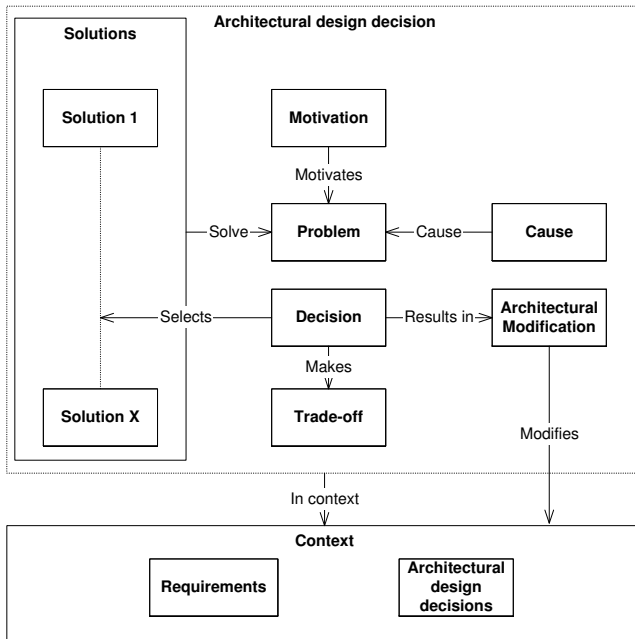 Architectural design decision
Solutions
Solution 1
Motivation
Motivates
Solve
Problem
Cause
Cause
Selects
Decision
Results in
Architectural
Modification
Makes
Solution X
Trade-off
Modifies
In context
Context
Requirements
Architectural
design
decisions